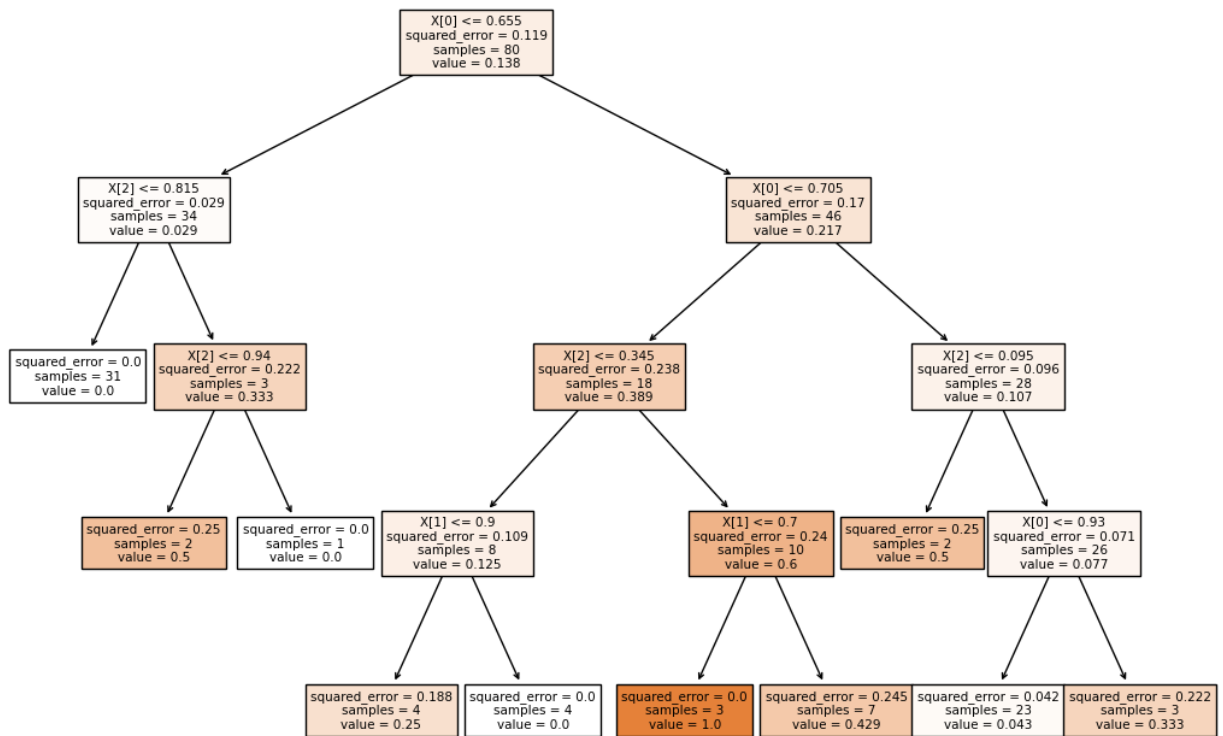 X[0] <= 0.655
squared_error = 0.119
samples = 80
value = 0.138
X[2] <= 0.815
squared_error = 0.029
samples = 34
value = 0.029
X[0] <= 0.705
squared_error = 0.17
samples = 46
value = 0.217
squared_error = 0.0
samples = 31
value = 0.0
X[2] <= 0.94
squared_error = 0.222
samples = 3
value = 0.333
X[2] <= 0.345
squared_error = 0.238
samples = 18
value = 0.389
X[2] <= 0.095
squared_error = 0.096
samples = 28
value = 0.107
squared_error = 0.25
samples = 2
value = 0.5
squared_error = 0.0
samples = 1
value = 0.0
X[1] <= 0.9
squared_error = 0.109
samples = 8
value = 0.125
X[1] <= 0.7
squared_error = 0.24
samples = 10
value = 0.6
squared_error = 0.25
samples = 2
value = 0.5
X[0] <= 0.93
squared_error = 0.071
samples = 26
value = 0.077
squared_error = 0.188
samples = 4
value = 0.25
squared_error = 0.0
samples = 4
value = 0.0
squared_error = 0.0
samples = 3
value = 1.0
squared_error = 0.245
samples = 7
value = 0.429
squared_error = 0.042
samples = 23
value = 0.043
squared_error = 0.222
samples = 3
value = 0.333